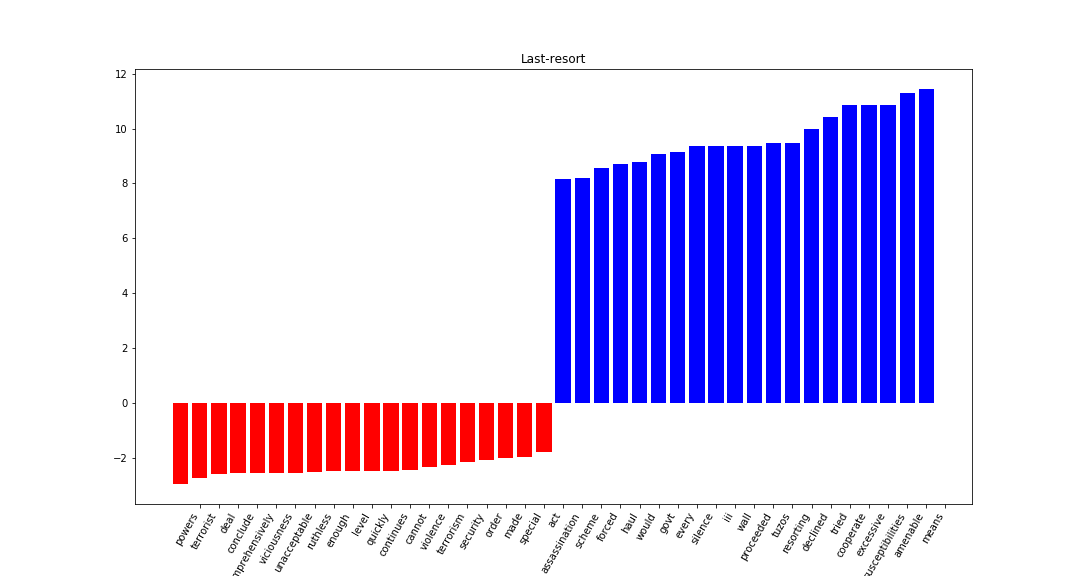 Last-resort
12
10
8
6
4
2
0
−2
powers
terrorist
deal
conclude
mprehensively
viciousness
unacceptable
ruthless
enough
level
quickly
continues
cannot
violence
terrorism
security
order
made
special
act
assassination
scheme
forced
haul
would
govt
every
silence
iii
wall
proceeded
tuzos
resorting
declined
tried
cooperate
excessive
susceptibilities
amenable
means